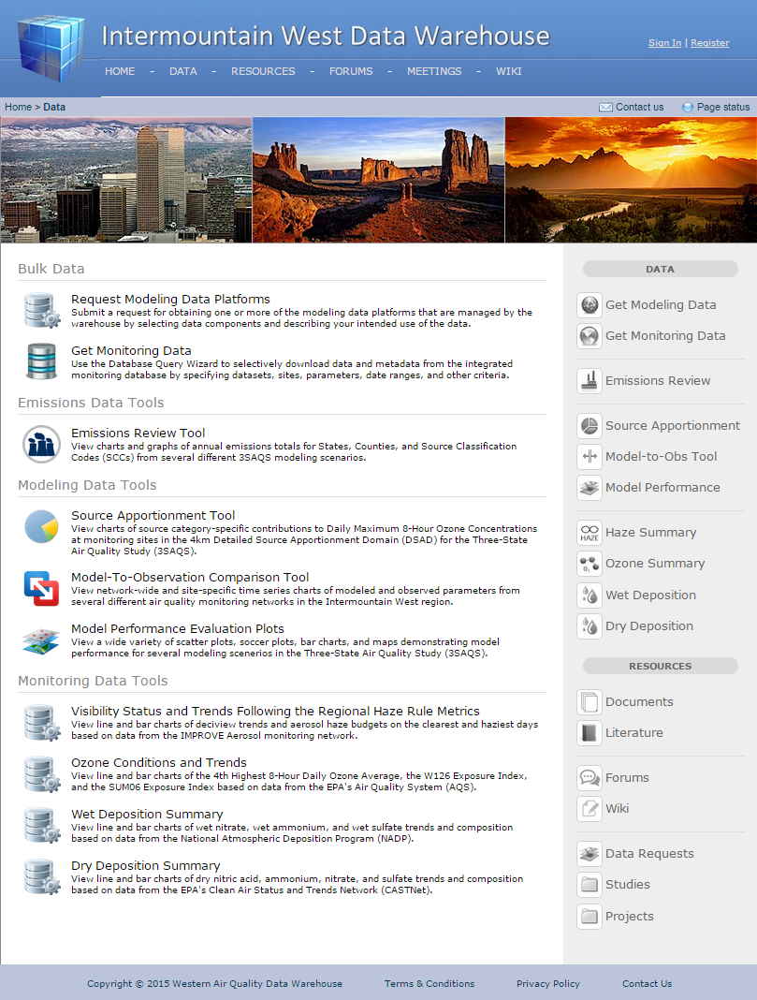 Intermountain West Data Warehouse
Sign In | Register
HOME - DATA - RESOURCES - FORUMS - MEETINGS - WIKI
Home > Data
Contact us
Page status
Bulk Data
Request Modeling Data Platforms
Submit a request for obtaining one or more of the modeling data platforms that are managed by the
warehouse by selecting data components and describing your intended use of the data.
Get Monitoring Data
Use the Database Query Wizard to selectively download data and metadata from the integrated
monitoring database by specifying datasets, sites, parameters, date ranges, and other criteria.
Emissions Data Tools
Emissions Review Tool
View charts and graphs of annual emissions totals for States, Counties, and Source Classification
Codes (SCCs) from several different 3SAQS modeling scenarios.
Modeling Data Tools
Source Apportionment Tool
View charts of source category-specific contributions to Daily Maximum 8-Hour Ozone Concentrations
at monitoring sites in the 4km Detailed Source Apportionment Domain (DSAD) for the Three-State
Air Quality Study (3SAQS).
Model-To-Observation Comparison Tool
View network-wide and site-specific time series charts of modeled and observed parameters from
several different air quality monitoring networks in the Intermountain West region.
Model Performance Evaluation Plots
View a wide variety of scatter plots, soccer plots, bar charts, and maps demonstrating model
performance for several modeling scenerios in the Three-State Air Quality Study (3SAQS).
Monitoring Data Tools
Visibility Status and Trends Following the Regional Haze Rule Metrics
View line and bar charts of deciview trends and aerosol haze budgets on the clearest and haziest days
based on data from the IMPROVE Aerosol monitoring network.
Ozone Conditions and Trends
View line and bar charts of the 4th Highest 8-Hour Daily Ozone Average, the W126 Exposure Index,
and the SUM06 Exposure Index based on data from the EPA's Air Quality System (AQS).
Wet Deposition Summary
View line and bar charts of wet nitrate, wet ammonium, and wet sulfate trends and composition
based on data from the National Atmospheric Deposition Program (NADP).
Dry Deposition Summary
View line and bar charts of dry nitric acid, ammonium, nitrate, and sulfate trends and composition
based on data from the EPA's Clean Air Status and Trends Network (CASTNet).
DATA
Get Modeling Data
Get Monitoring Data
Emissions Review
Source Apportionment
Model-to-Obs Tool
Model Performance
HAZE
Haze Summary
O3
Ozone Summary
Wet Deposition
Dry Deposition
RESOURCES
Documents
Literature
Forums
Wiki
Data Requests
Studies
Projects
Copyright © 2015 Western Air Quality Data Warehouse
Terms & Conditions
Privacy Policy
Contact Us